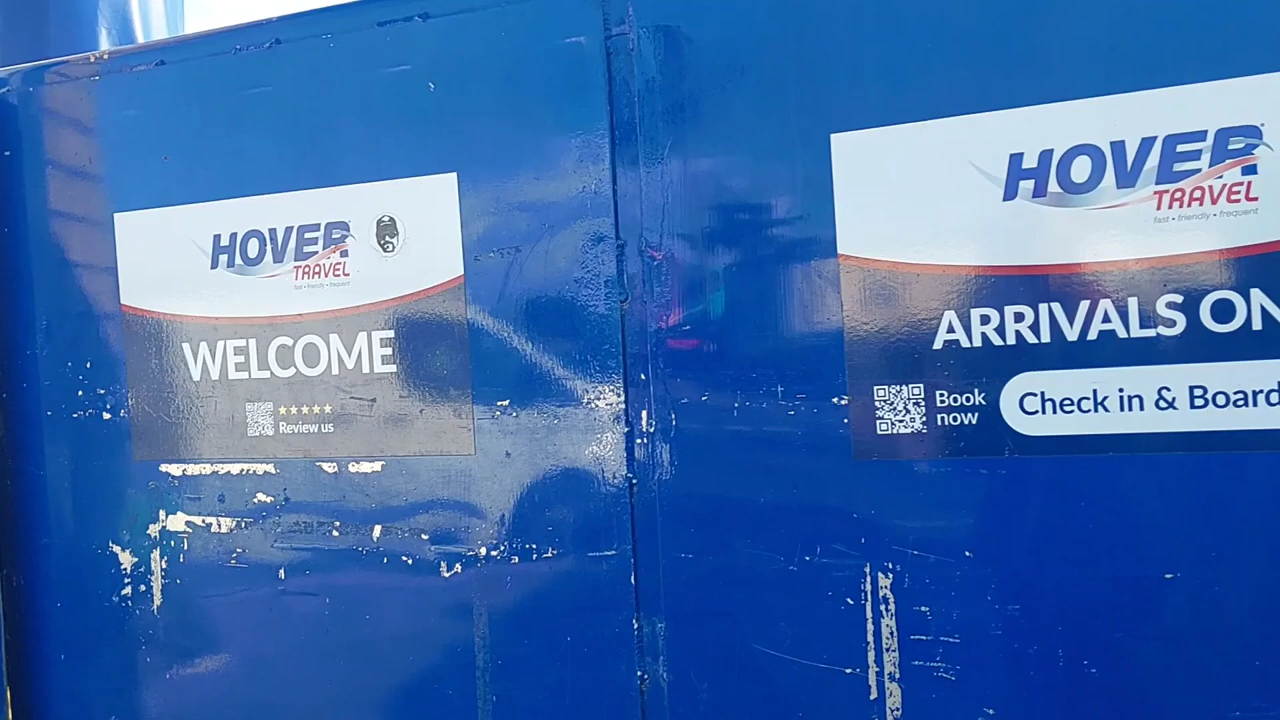 HOVER
TRAVEL
fast • friendly • frequent
WELCOME
Review us
HOVER
TRAVEL
fast • friendly • frequent
ARRIVALS ON
Book
now
Check in & Board